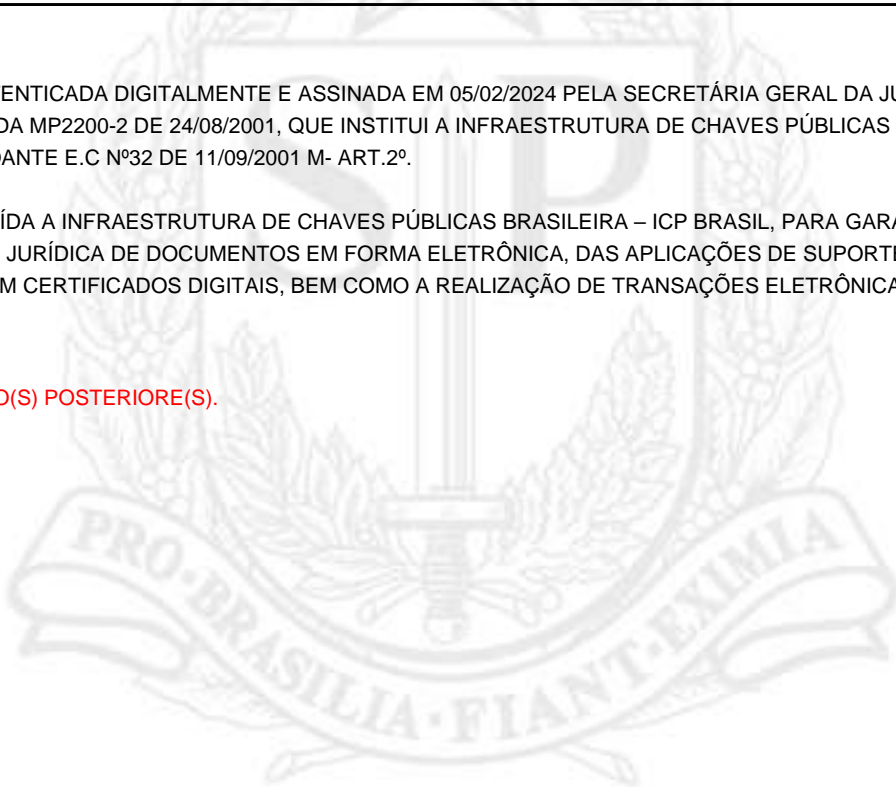 ENTICADA DIGITALMENTE E ASSINADA EM 05/02/2024 PELA SECRETÁRIA GERAL DA JU
DA MP2200-2 DE 24/08/2001, QUE INSTITUI A INFRAESTRUTURA DE CHAVES PÚBLICAS
DANTE E.C Nº32 DE 11/09/2001 M- ART.2º.
ÍDA A INFRAESTRUTURA DE CHAVES PÚBLICAS BRASILEIRA – ICP BRASIL, PARA GARA
JURÍDICA DE DOCUMENTOS EM FORMA ELETRÔNICA, DAS APLICAÇÕES DE SUPORTE
M CERTIFICADOS DIGITAIS, BEM COMO A REALIZAÇÃO DE TRANSAÇÕES ELETRÔNICA
O(S) POSTERIORE(S).
SP
PRO·BRASILIA·FIANT·EXIMIA